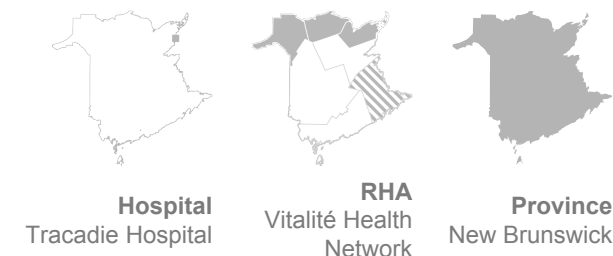 Hospital
Tracadie Hospital
RHA
Vitalité Health
Network
Province
New Brunswick